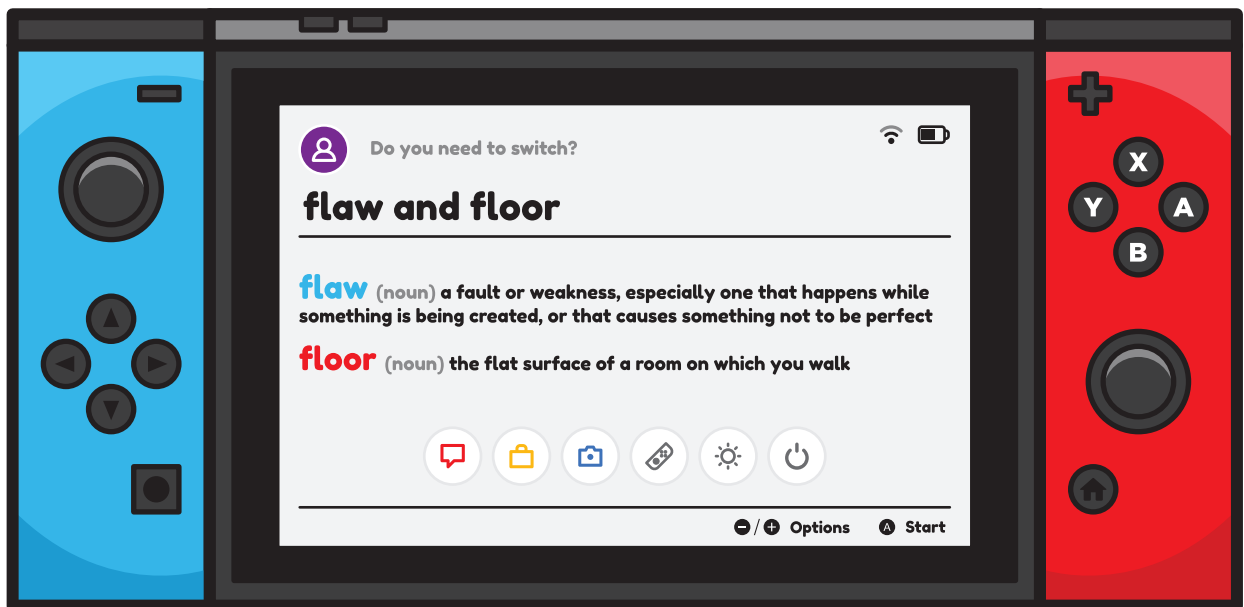 Do you need to switch?
flaw and floor
flaw (noun) a fault or weakness, especially one that happens while
something is being created, or that causes something not to be perfect
floor (noun) the flat surface of a room on which you walk
X
Y A
B
−/+ Options A Start